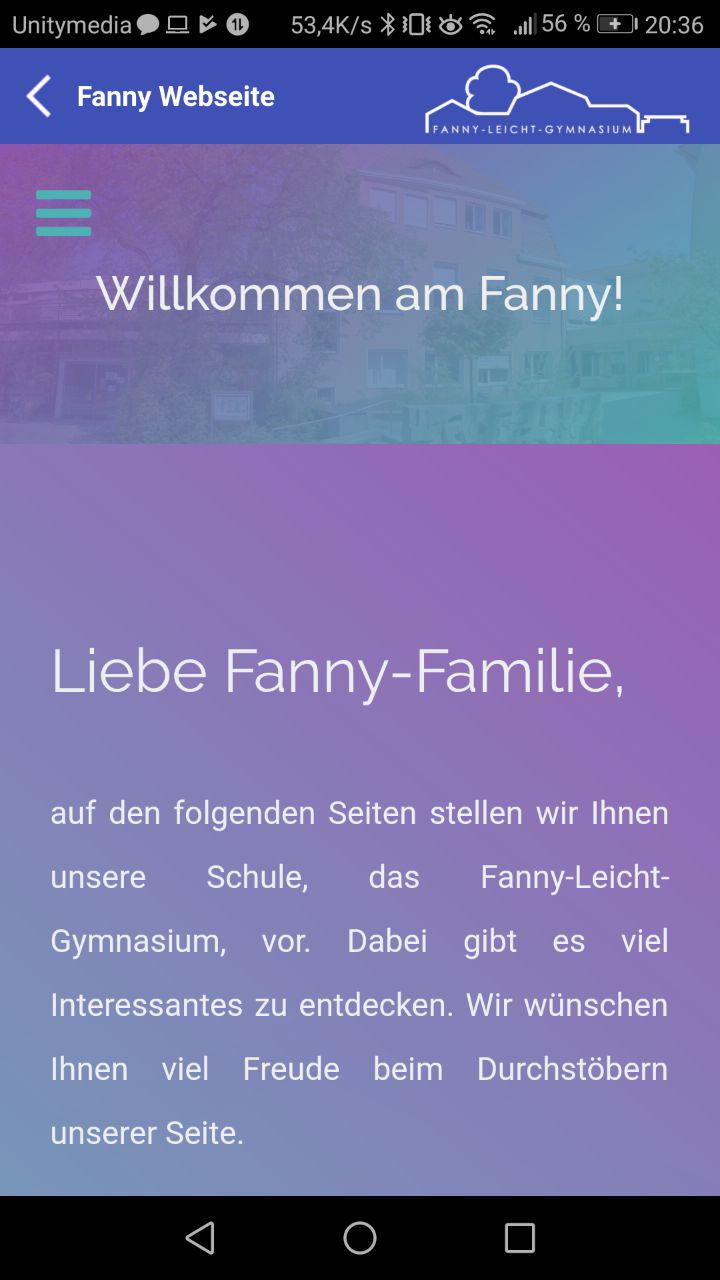 Unitymedia 53,4K/s 56 % 20:36
Fanny Webseite
FANNY-LEICHT-GYMNASIUM
Willkommen am Fanny!
Liebe Fanny-Familie,
auf den folgenden Seiten stellen wir Ihnen
unsere Schule, das Fanny-Leicht-
Gymnasium, vor. Dabei gibt es viel
Interessantes zu entdecken. Wir wünschen
Ihnen viel Freude beim Durchstöbern
unserer Seite.